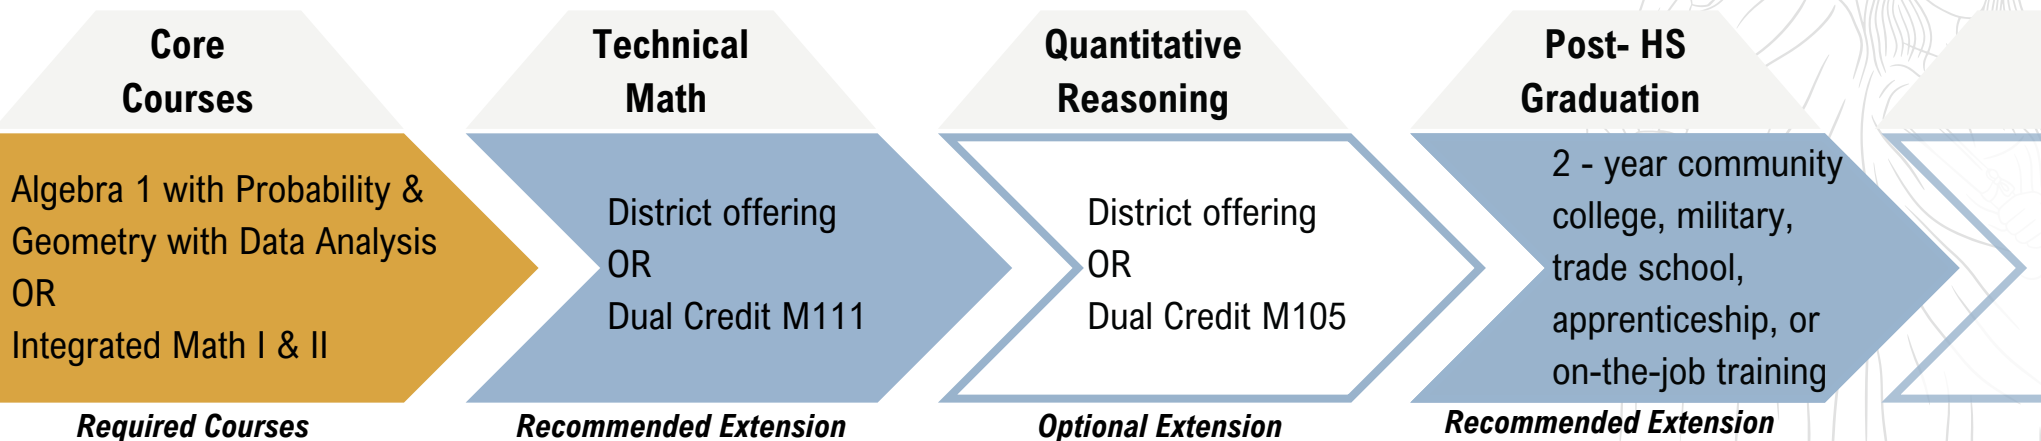 Core
Courses
Algebra 1 with Probability &
Geometry with Data Analysis
OR
Integrated Math I & II
Required Courses
Technical
Math
District offering
OR
Dual Credit M111
Recommended Extension
Quantitative
Reasoning
District offering
OR
Dual Credit M105
Optional Extension
Post- HS
Graduation
2 - year community
college, military,
trade school,
apprenticeship, or
on-the-job training
Recommended Extension